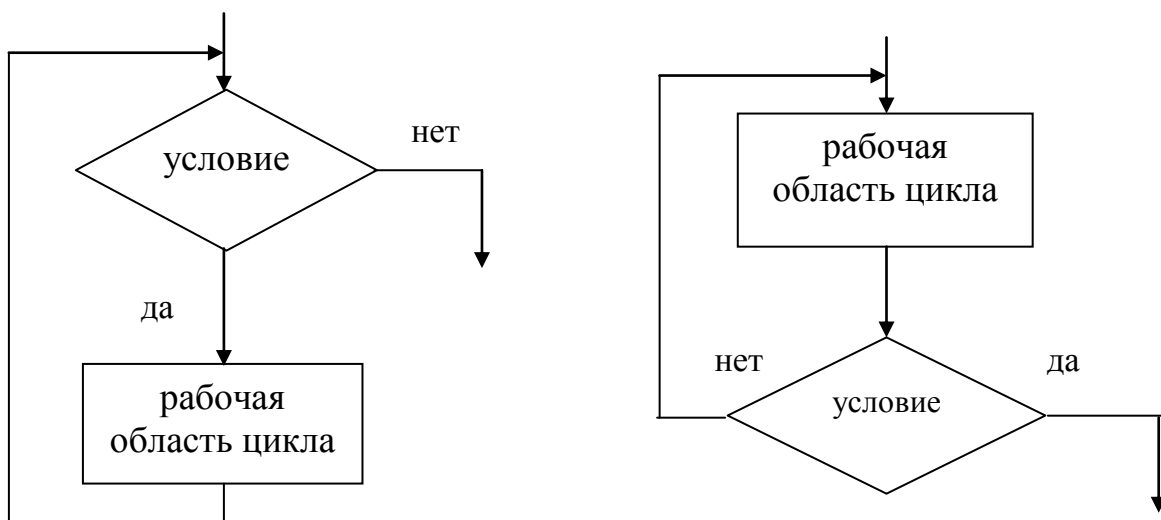 нет
условие
да
рабочая
область цикла
рабочая
область цикла
нет
да
условие